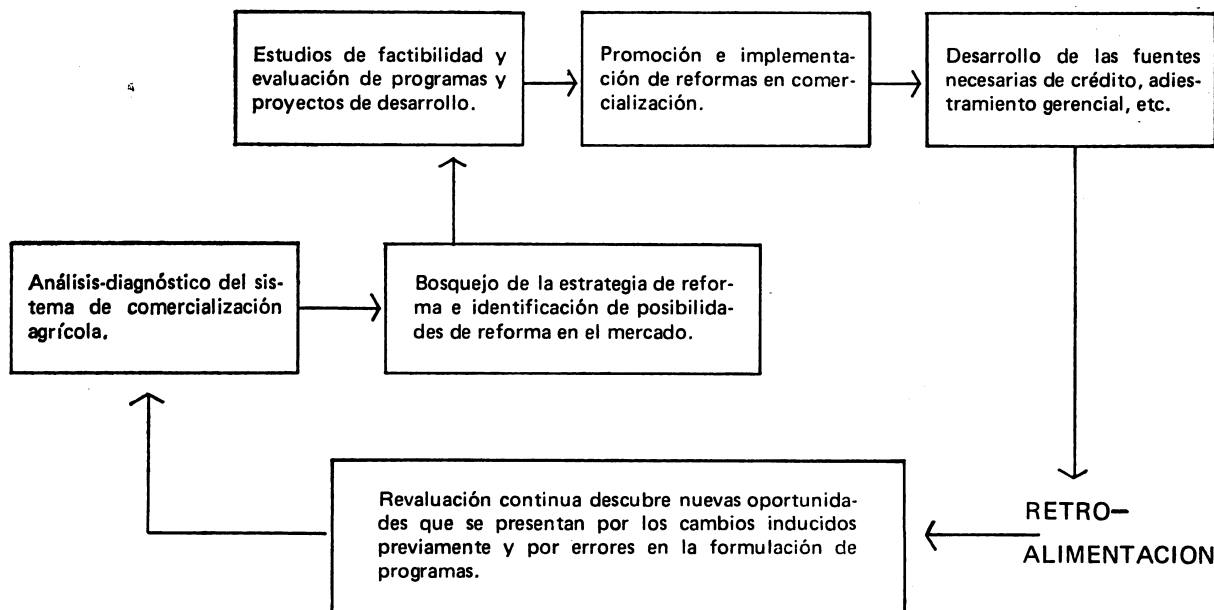 Estudios de factibilidad y
evaluación de programas y
proyectos de desarrollo.
Promoción e implementa-
ción de reformas en comer-
cialización.
Desarrollo de las fuentes
necesarias de crédito, adies-
tramiento gerencial, etc.
Análisis-diagnóstico del sis-
tema de comercialización
agrícola.
Bosquejo de la estrategia de refor-
ma e identificación de posibilida-
des de reforma en el mercado.
Revaluación continua descubre nuevas oportunida-
des que se presentan por los cambios inducidos
previamente y por errores en la formulación de
programas.
RETRO—
ALIMENTACION